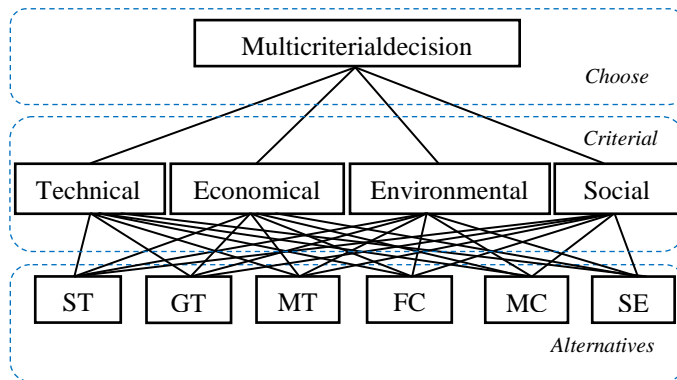 Multicriterialdecision
Choose
Criterial
Technical Economical Environmental Social
ST GT MT FC MC SE
Alternatives